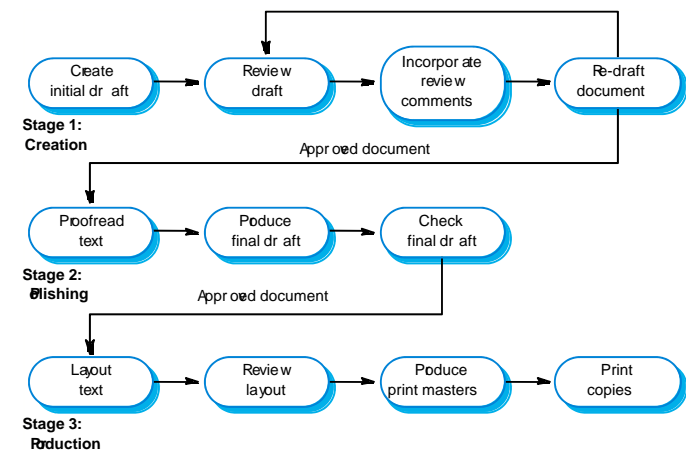 Create
initial draft
Review
draft
Incorporate
review
comments
Re-draft
document
Stage 1:
Creation
Approved document
Proofread
text
Produce
final draft
Check
final draft
Stage 2:
Polishing
Approved document
Layout
text
Review
layout
Produce
print masters
Print
copies
Stage 3:
Production